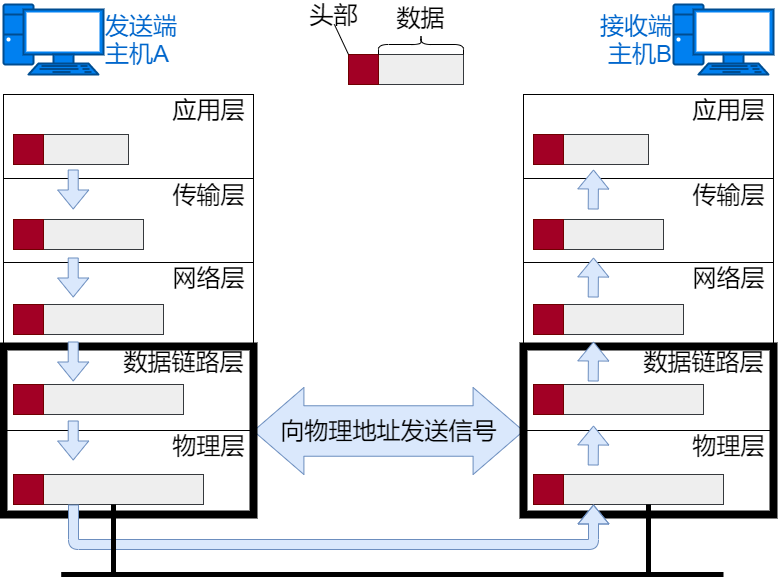 发送端
主机A
头部
数据
接收端
主机B
应用层
传输层
网络层
数据链路层
物理层
向物理地址发送信号
应用层
传输层
网络层
数据链路层
物理层